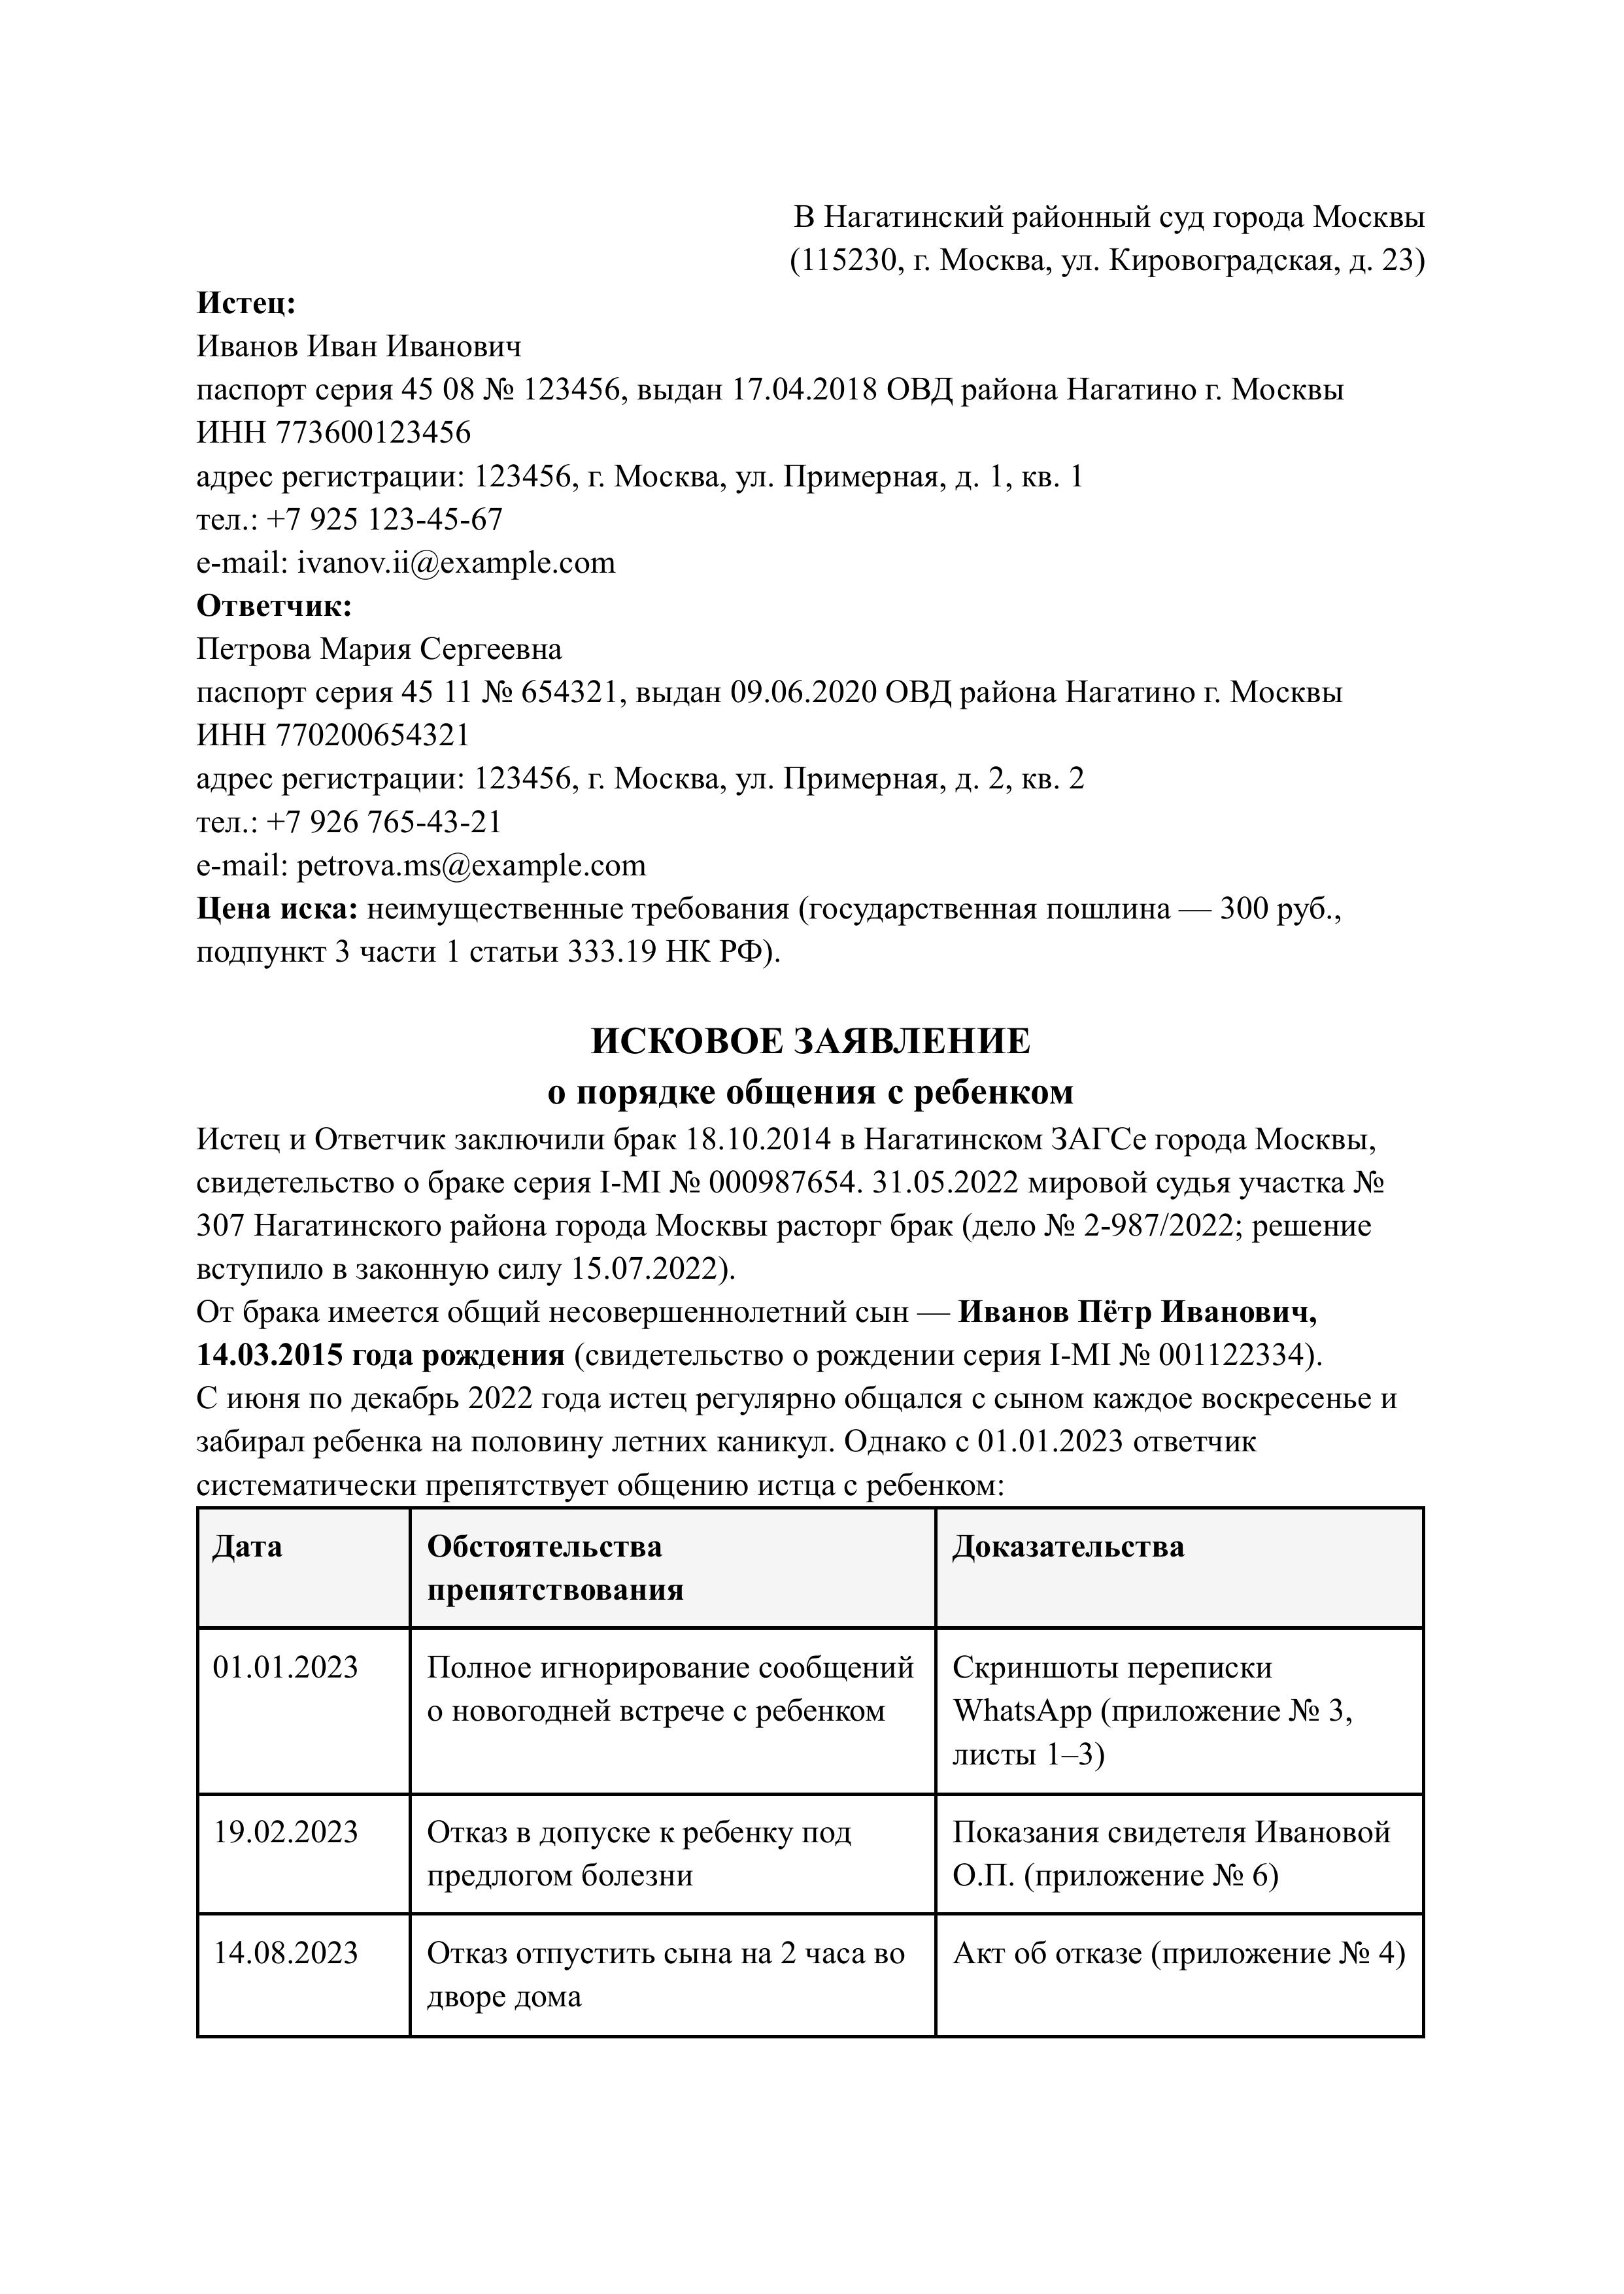 В Нагатинский районный суд города Москвы
(115230, г. Москва, ул. Кировоградская, д. 23)
Истец:
Иванов Иван Иванович
паспорт серия 45 08 № 123456, выдан 17.04.2018 ОВД района Нагатино г. Москвы
ИНН 773600123456
адрес регистрации: 123456, г. Москва, ул. Примерная, д. 1, кв. 1
тел.: +7 925 123-45-67
e-mail: ivanov.ii@example.com
Ответчик:
Петрова Мария Сергеевна
паспорт серия 45 11 № 654321, выдан 09.06.2020 ОВД района Нагатино г. Москвы
ИНН 770200654321
адрес регистрации: 123456, г. Москва, ул. Примерная, д. 2, кв. 2
тел.: +7 926 765-43-21
e-mail: petrova.ms@example.com
Цена иска: неимущественные требования (государственная пошлина — 300 руб.,
подпункт 3 части 1 статьи 333.19 НК РФ).
ИСКОВОЕ ЗАЯВЛЕНИЕ
о порядке общения с ребенком
Истец и Ответчик заключили брак 18.10.2014 в Нагатинском ЗАГСе города Москвы,
свидетельство о браке серия I-MI № 000987654. 31.05.2022 мировой судья участка №
307 Нагатинского района города Москвы расторг брак (дело № 2-987/2022; решение
вступило в законную силу 15.07.2022).
От брака имеется общий несовершеннолетний сын — Иванов Пётр Иванович,
14.03.2015 года рождения (свидетельство о рождении серия I-MI № 001122334).
С июня по декабрь 2022 года истец регулярно общался с сыном каждое воскресенье и
забирал ребенка на половину летних каникул. Однако с 01.01.2023 ответчик
систематически препятствует общению истца с ребенком:
Дата
Обстоятельства
препятствования
Доказательства
01.01.2023
Полное игнорирование сообщений
о новогодней встрече с ребенком
Скриншоты переписки
WhatsApp (приложение № 3,
листы 1–3)
19.02.2023
Отказ в допуске к ребенку под
предлогом болезни
Показания свидетеля Ивановой
О.П. (приложение № 6)
14.08.2023
Отказ отпустить сына на 2 часа во
дворе дома
Акт об отказе (приложение № 4)